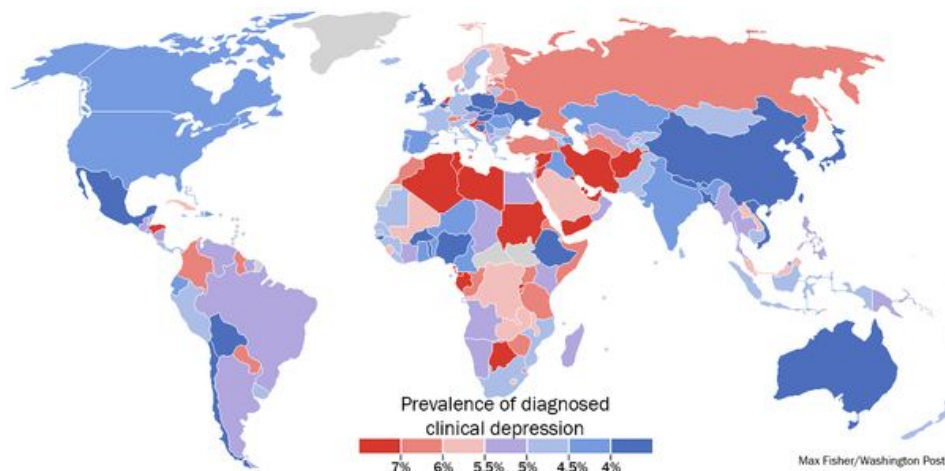 Prevalence of diagnosed
clinical depression
7% 6% 5.5% 5% 4.5% 4%
Max Fisher/Washington Post